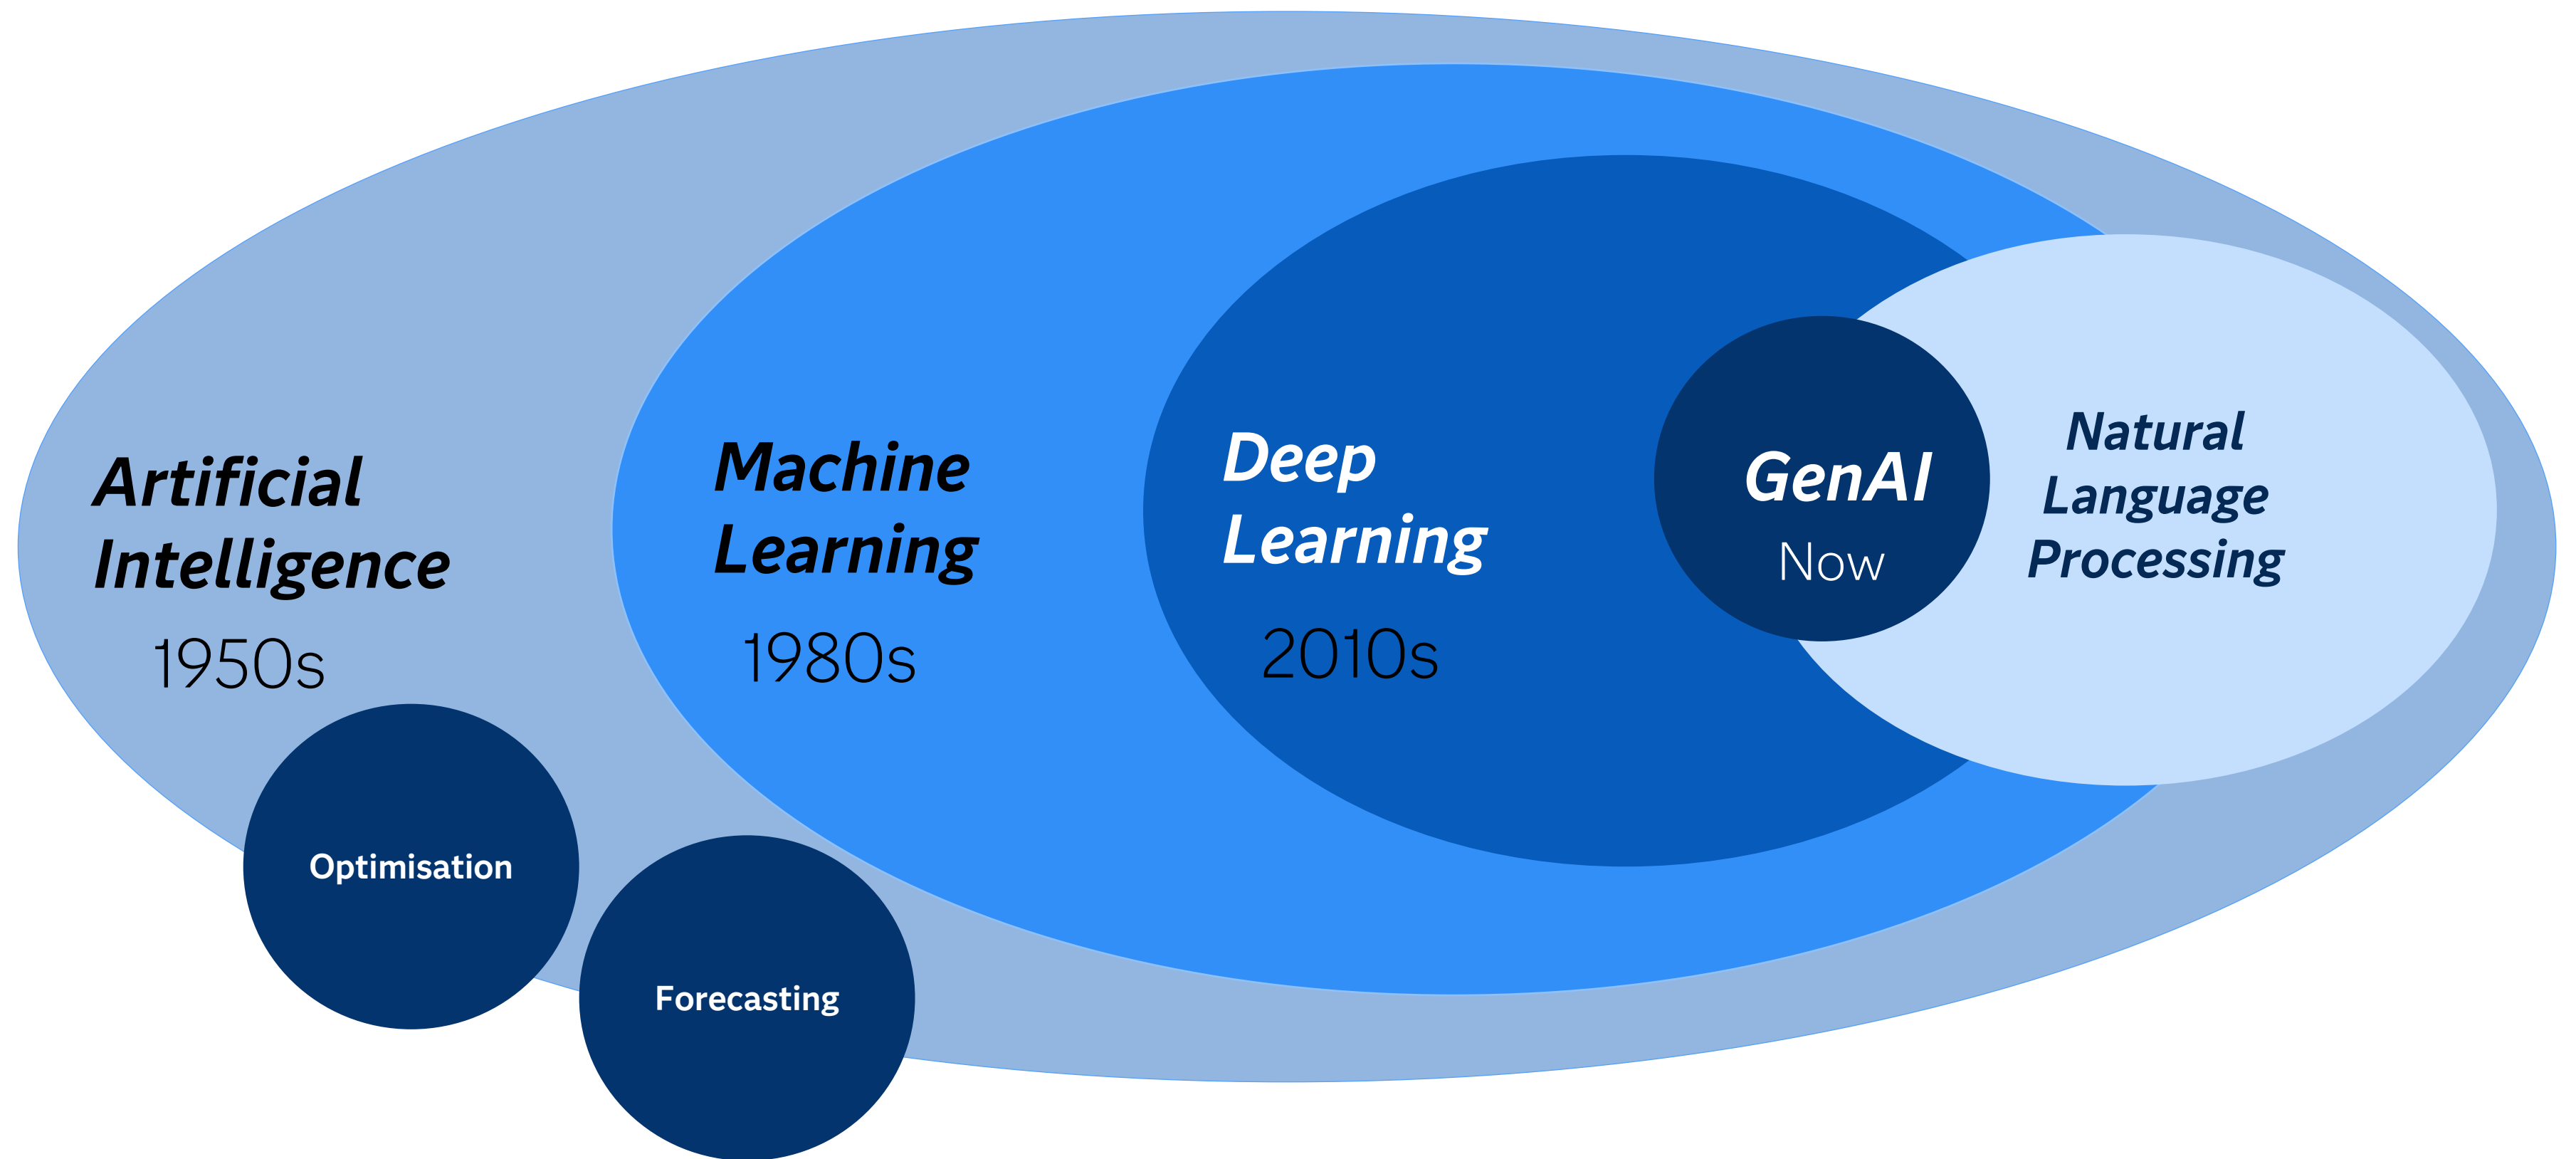 Artificial
Intelligence
1950s
Machine
Learning
1980s
Deep
Learning
2010s
GenAI
Now
Natural
Language
Processing
Optimisation
Forecasting